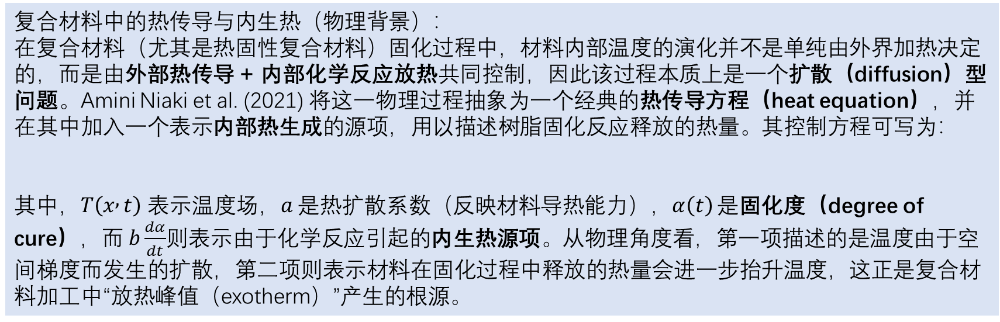 复合材料中的热传导与内生热（物理背景）:
在复合材料（尤其是热固性复合材料）固化过程中，材料内部温度的演化并不是单纯由外界加热决定
的，而是由外部热传导 + 内部化学反应放热共同控制，因此该过程本质上是一个扩散（diffusion）型
问题。Amini Niaki et al. (2021) 将这一物理过程抽象为一个经典的热传导方程（heat equation），并
在其中加入一个表示内部热生成的源项，用以描述树脂固化反应释放的热量。其控制方程可写为:
其中，T(x, t) 表示温度场，a 是热扩散系数（反映材料导热能力），α(t) 是固化度（degree of
cure），而 b dα/dt 则表示由于化学反应引起的内生热源项。从物理角度看，第一项描述的是温度由于空
间梯度而发生的扩散，第二项则表示材料在固化过程中释放的热量会进一步抬升温度，这正是复合材
料加工中“放热峰值（exotherm）”产生的根源。